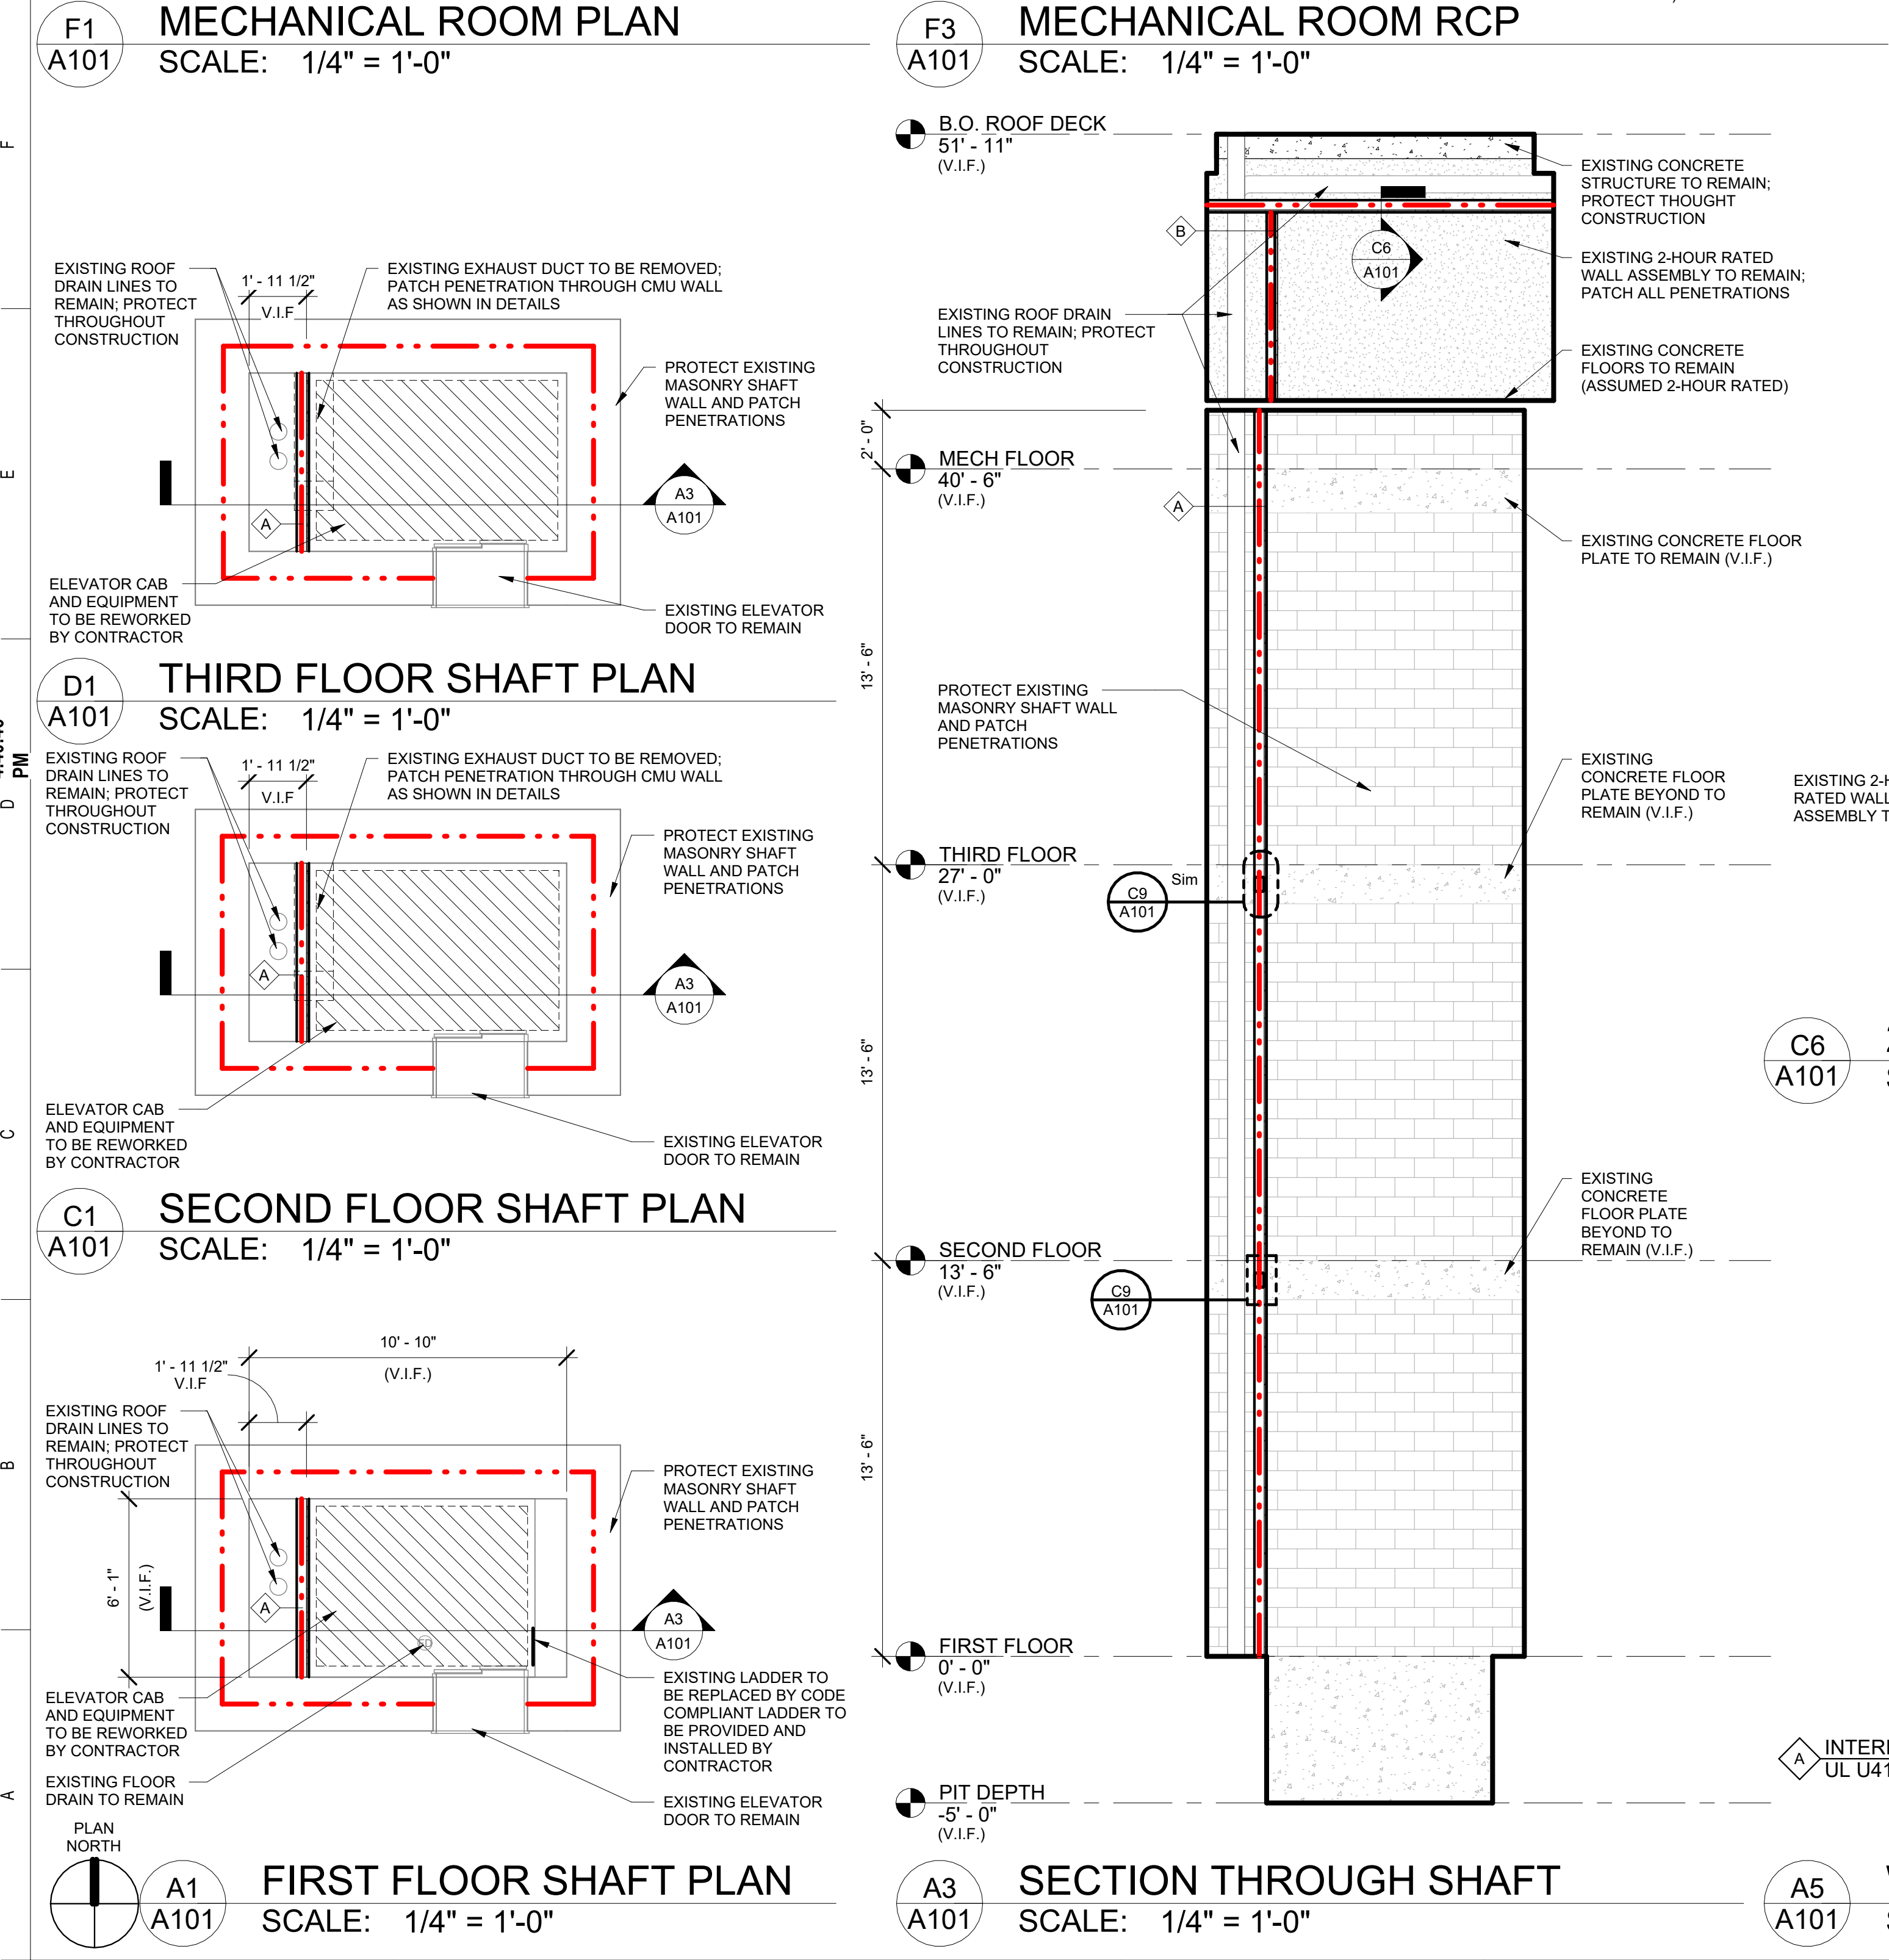 F1
A101
MECHANICAL ROOM PLAN
SCALE: 1/4" = 1'-0"
F3
A101
MECHANICAL ROOM RCP
SCALE: 1/4" = 1'-0"
F
E
D
C
B
A
PM
EXISTING ROOF
DRAIN LINES TO
REMAIN; PROTECT
THROUGHOUT
CONSTRUCTION
1' - 11 1/2"
V.I.F
EXISTING EXHAUST DUCT TO BE REMOVED;
PATCH PENETRATION THROUGH CMU WALL
AS SHOWN IN DETAILS
PROTECT EXISTING
MASONRY SHAFT
WALL AND PATCH
PENETRATIONS
A
A3
A101
ELEVATOR CAB
AND EQUIPMENT
TO BE REWORKED
BY CONTRACTOR
EXISTING ELEVATOR
DOOR TO REMAIN
D1
A101
THIRD FLOOR SHAFT PLAN
SCALE: 1/4" = 1'-0"
EXISTING ROOF
DRAIN LINES TO
REMAIN; PROTECT
THROUGHOUT
CONSTRUCTION
1' - 11 1/2"
V.I.F
EXISTING EXHAUST DUCT TO BE REMOVED;
PATCH PENETRATION THROUGH CMU WALL
AS SHOWN IN DETAILS
PROTECT EXISTING
MASONRY SHAFT
WALL AND PATCH
PENETRATIONS
A
A3
A101
ELEVATOR CAB
AND EQUIPMENT
TO BE REWORKED
BY CONTRACTOR
EXISTING ELEVATOR
DOOR TO REMAIN
C1
A101
SECOND FLOOR SHAFT PLAN
SCALE: 1/4" = 1'-0"
10' - 10"
(V.I.F.)
1' - 11 1/2"
V.I.F
EXISTING ROOF
DRAIN LINES TO
REMAIN; PROTECT
THROUGHOUT
CONSTRUCTION
PROTECT EXISTING
MASONRY SHAFT
WALL AND PATCH
PENETRATIONS
6' - 1"
(V.I.F.)
A
FD
A3
A101
ELEVATOR CAB
AND EQUIPMENT
TO BE REWORKED
BY CONTRACTOR
EXISTING FLOOR
DRAIN TO REMAIN
EXISTING LADDER TO
BE REPLACED BY CODE
COMPLIANT LADDER TO
BE PROVIDED AND
INSTALLED BY
CONTRACTOR
EXISTING ELEVATOR
DOOR TO REMAIN
PLAN
NORTH
A1
A101
FIRST FLOOR SHAFT PLAN
SCALE: 1/4" = 1'-0"
B.O. ROOF DECK
51' - 11"
(V.I.F.)
EXISTING CONCRETE
STRUCTURE TO REMAIN;
PROTECT THOUGHT
CONSTRUCTION
B
C6
A101
EXISTING 2-HOUR RATED
WALL ASSEMBLY TO REMAIN;
PATCH ALL PENETRATIONS
EXISTING ROOF DRAIN
LINES TO REMAIN; PROTECT
THROUGHOUT
CONSTRUCTION
EXISTING CONCRETE
FLOORS TO REMAIN
(ASSUMED 2-HOUR RATED)
2' - 0"
MECH FLOOR
40' - 6"
(V.I.F.)
A
EXISTING CONCRETE FLOOR
PLATE TO REMAIN (V.I.F.)
13' - 6"
PROTECT EXISTING
MASONRY SHAFT WALL
AND PATCH
PENETRATIONS
EXISTING
CONCRETE FLOOR
PLATE BEYOND TO
REMAIN (V.I.F.)
THIRD FLOOR
27' - 0"
(V.I.F.)
C9
A101
Sim
13' - 6"
EXISTING
CONCRETE
FLOOR PLATE
BEYOND TO
REMAIN (V.I.F.)
SECOND FLOOR
13' - 6"
(V.I.F.)
C9
A101
13' - 6"
FIRST FLOOR
0' - 0"
(V.I.F.)
PIT DEPTH
-5' - 0"
(V.I.F.)
A3
A101
SECTION THROUGH SHAFT
SCALE: 1/4" = 1'-0"
EXISTING 2-H
RATED WALL
ASSEMBLY T
C6
A101
A
INTERI
UL U41
A5
A101